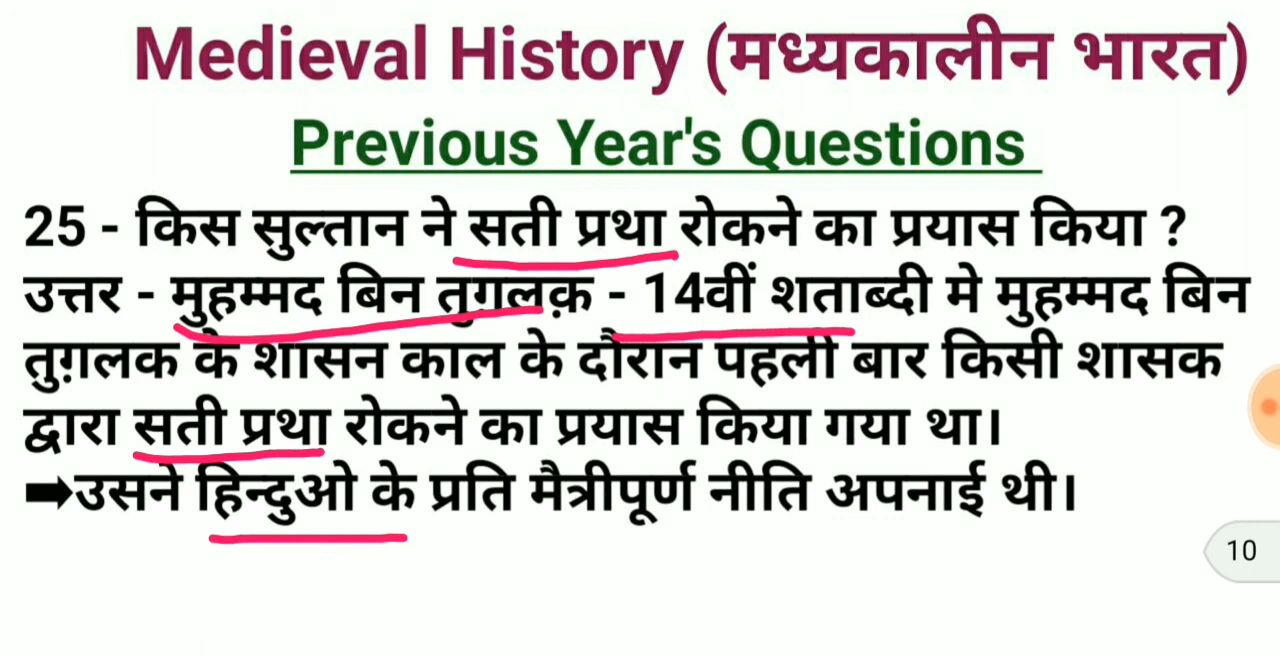 Medieval History (मध्यकालीन भारत)
Previous Year's Questions
25 - किस सुल्तान ने सती प्रथा रोकने का प्रयास किया ?
उत्तर - मुहम्मद बिन तुगलक़ - 14वीं शताब्दी मे मुहम्मद बिन
तुग़लक के शासन काल के दौरान पहली बार किसी शासक
द्वारा सती प्रथा रोकने का प्रयास किया गया था।
➡उसने हिन्दुओ के प्रति मैत्रीपूर्ण नीति अपनाई थी।
10